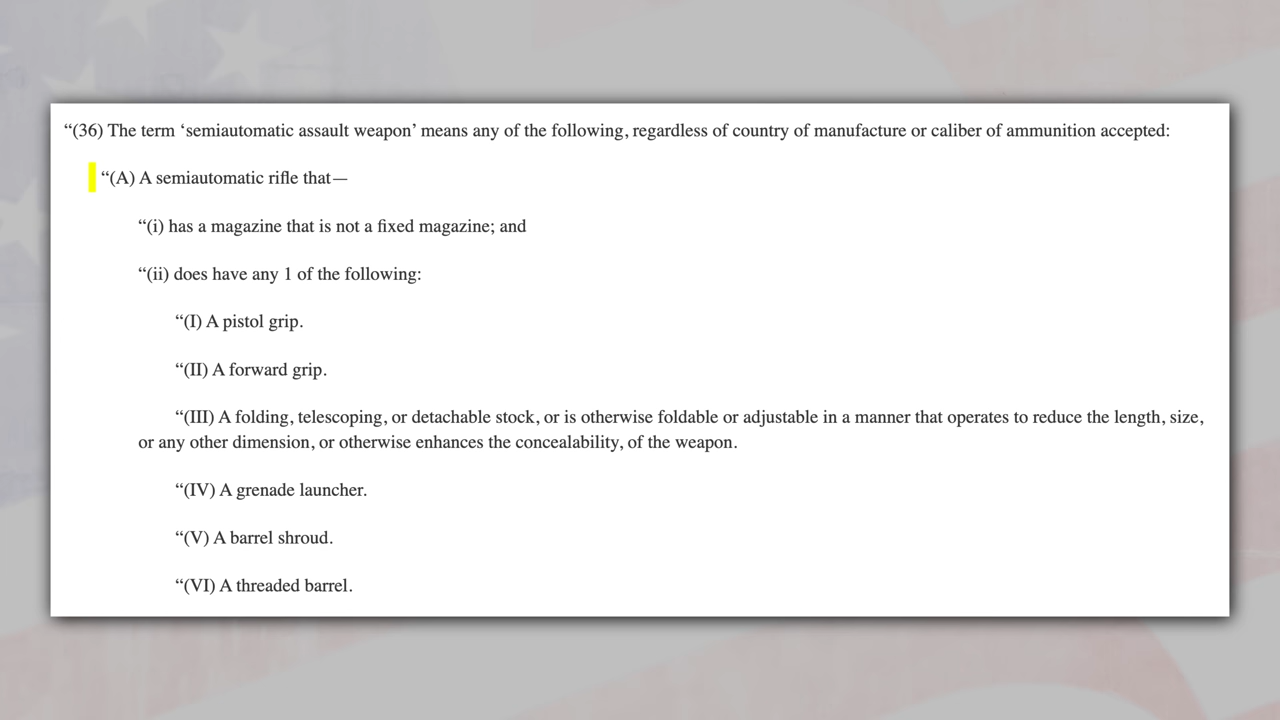 “(36) The term ‘semiautomatic assault weapon’ means any of the following, regardless of country of manufacture or caliber of ammunition accepted:
“(A) A semiautomatic rifle that—
“(i) has a magazine that is not a fixed magazine; and
“(ii) does have any 1 of the following:
“(I) A pistol grip.
“(II) A forward grip.
“(III) A folding, telescoping, or detachable stock, or is otherwise foldable or adjustable in a manner that operates to reduce the length, size,
or any other dimension, or otherwise enhances the concealability, of the weapon.
“(IV) A grenade launcher.
“(V) A barrel shroud.
“(VI) A threaded barrel.